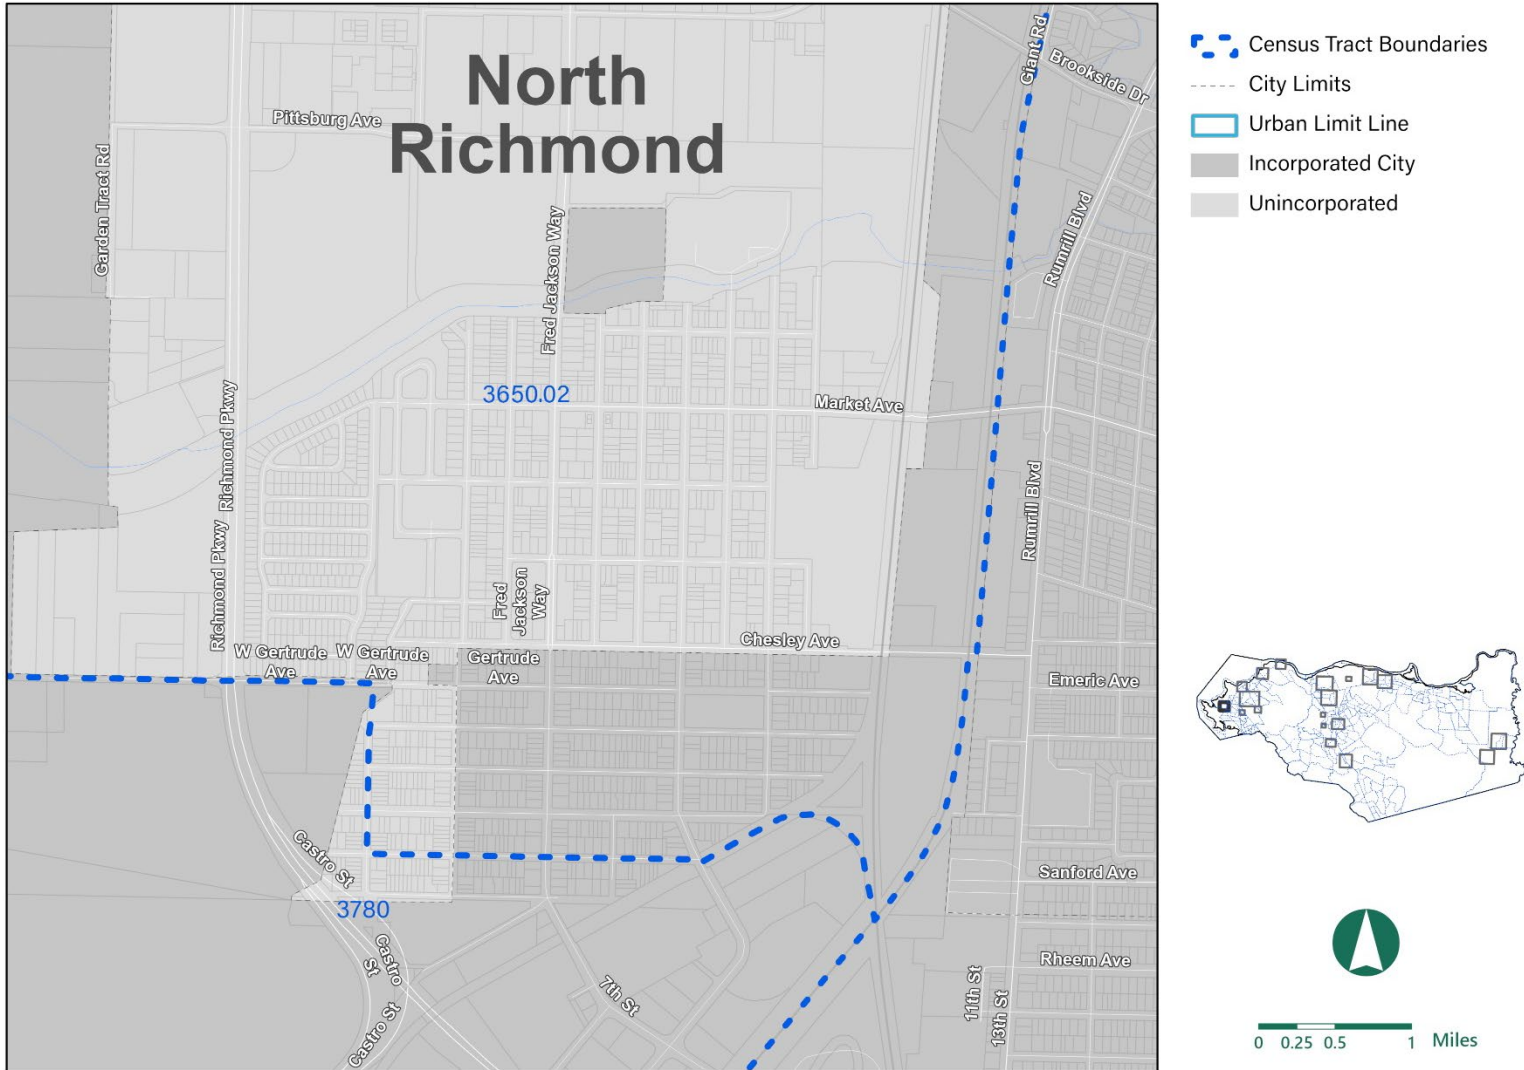 North
Richmond
Giant Rd
Brookside Dr
Pittsburg Ave
Garden Tract Rd
Fred Jackson Way
Rumrill Blvd
3650.02
Market Ave
Richmond Pkwy
Rumrill Blvd
Richmond Pkwy
Fred
Jackson
Way
Chesley Ave
W Gertrude
Ave
W Gertrude
Ave
Gertrude
Ave
Emeric Ave
Castro St
3780
Castro
St
Castro St
7th St
Sanford Ave
Rheem Ave
11th St
13th St
Census Tract Boundaries
City Limits
Urban Limit Line
Incorporated City
Unincorporated
0 0.25 0.5 1 Miles